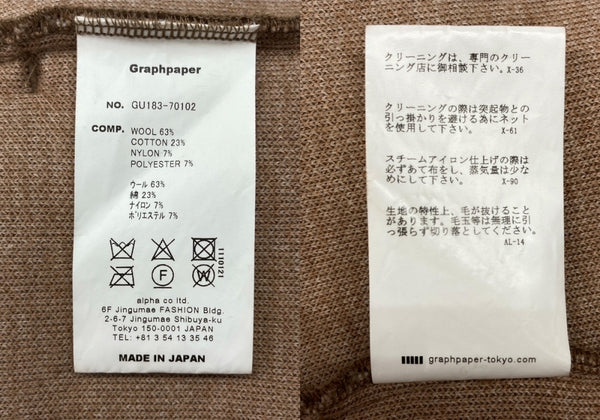 Graphpaper
NO. GU183-70102
COMP. WOOL 63%
COTTON 23%
NYLON 7%
POLYESTER 7%
ウール 63%
綿 23%
ナイロン 7%
ポリエステル 7%
1110121
F W
alpha co ltd.
6F Jingumae FASHION Bldg.
2-6-7 Jingumae Shibuya-ku
Tokyo 150-0001 JAPAN
TEL: +81 3 54 13 35 46
MADE IN JAPAN
クリーニングは、専門のクリー
ニング店に御相談下さい。X-36
クリーニングの際は突起物との
引っ掛かりを避ける為にネット
を使用して下さい。 X-61
スチームアイロン仕上げの際は
必ずあて布をし、蒸気量は少な
めにして下さい。 X-90
生地の特性上、毛が抜けること
があります。毛玉等は無理に引
っ張らず切り落としてください。
AL-14
graphpaper-tokyo.com